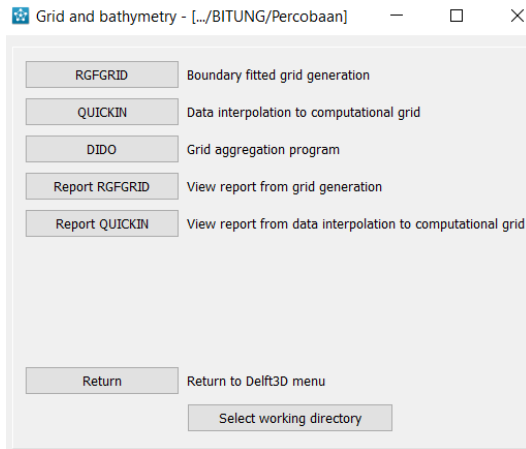 Grid and bathymetry - [.../BITUNG/Percobaan]
RGFGRID Boundary fitted grid generation
QUICKIN Data interpolation to computational grid
DIDO Grid aggregation program
Report RGFGRID View report from grid generation
Report QUICKIN View report from data interpolation to computational grid
Return Return to Delft3D menu
Select working directory